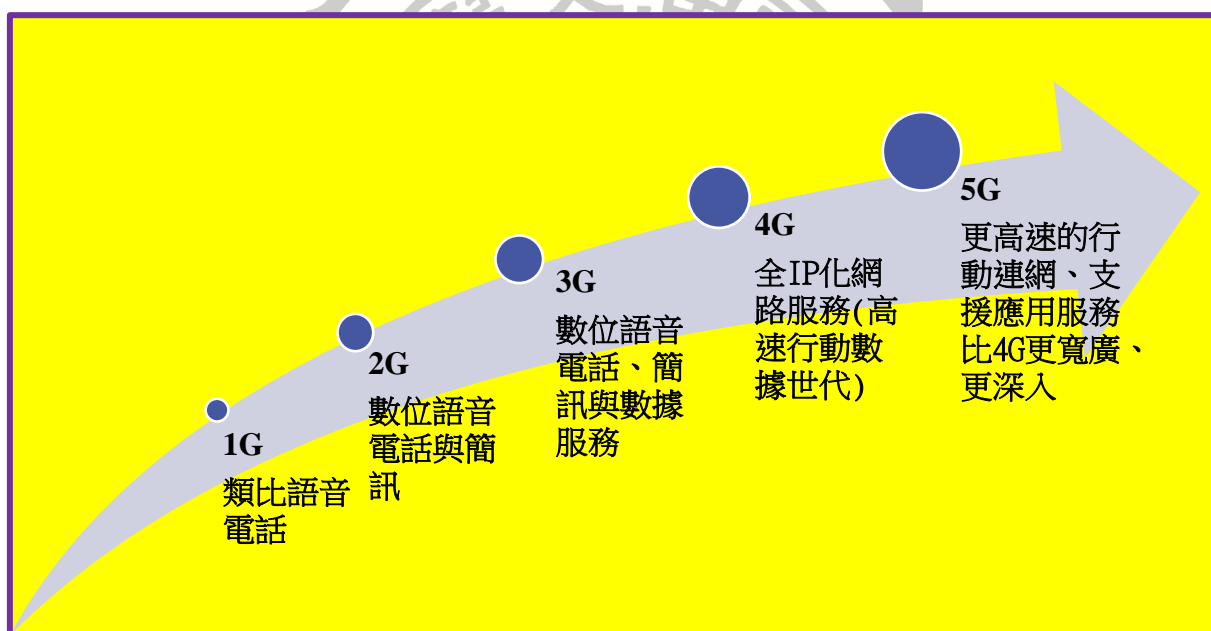 1G
類比語音
電話
2G
數位語音
電話與簡
訊
3G
數位語音
電話、簡
訊與數據
服務
4G
全IP化網
路服務(高
速行動數
據世代)
5G
更高速的行
動連網、支
援應用服務
比4G更寬廣、
更深入